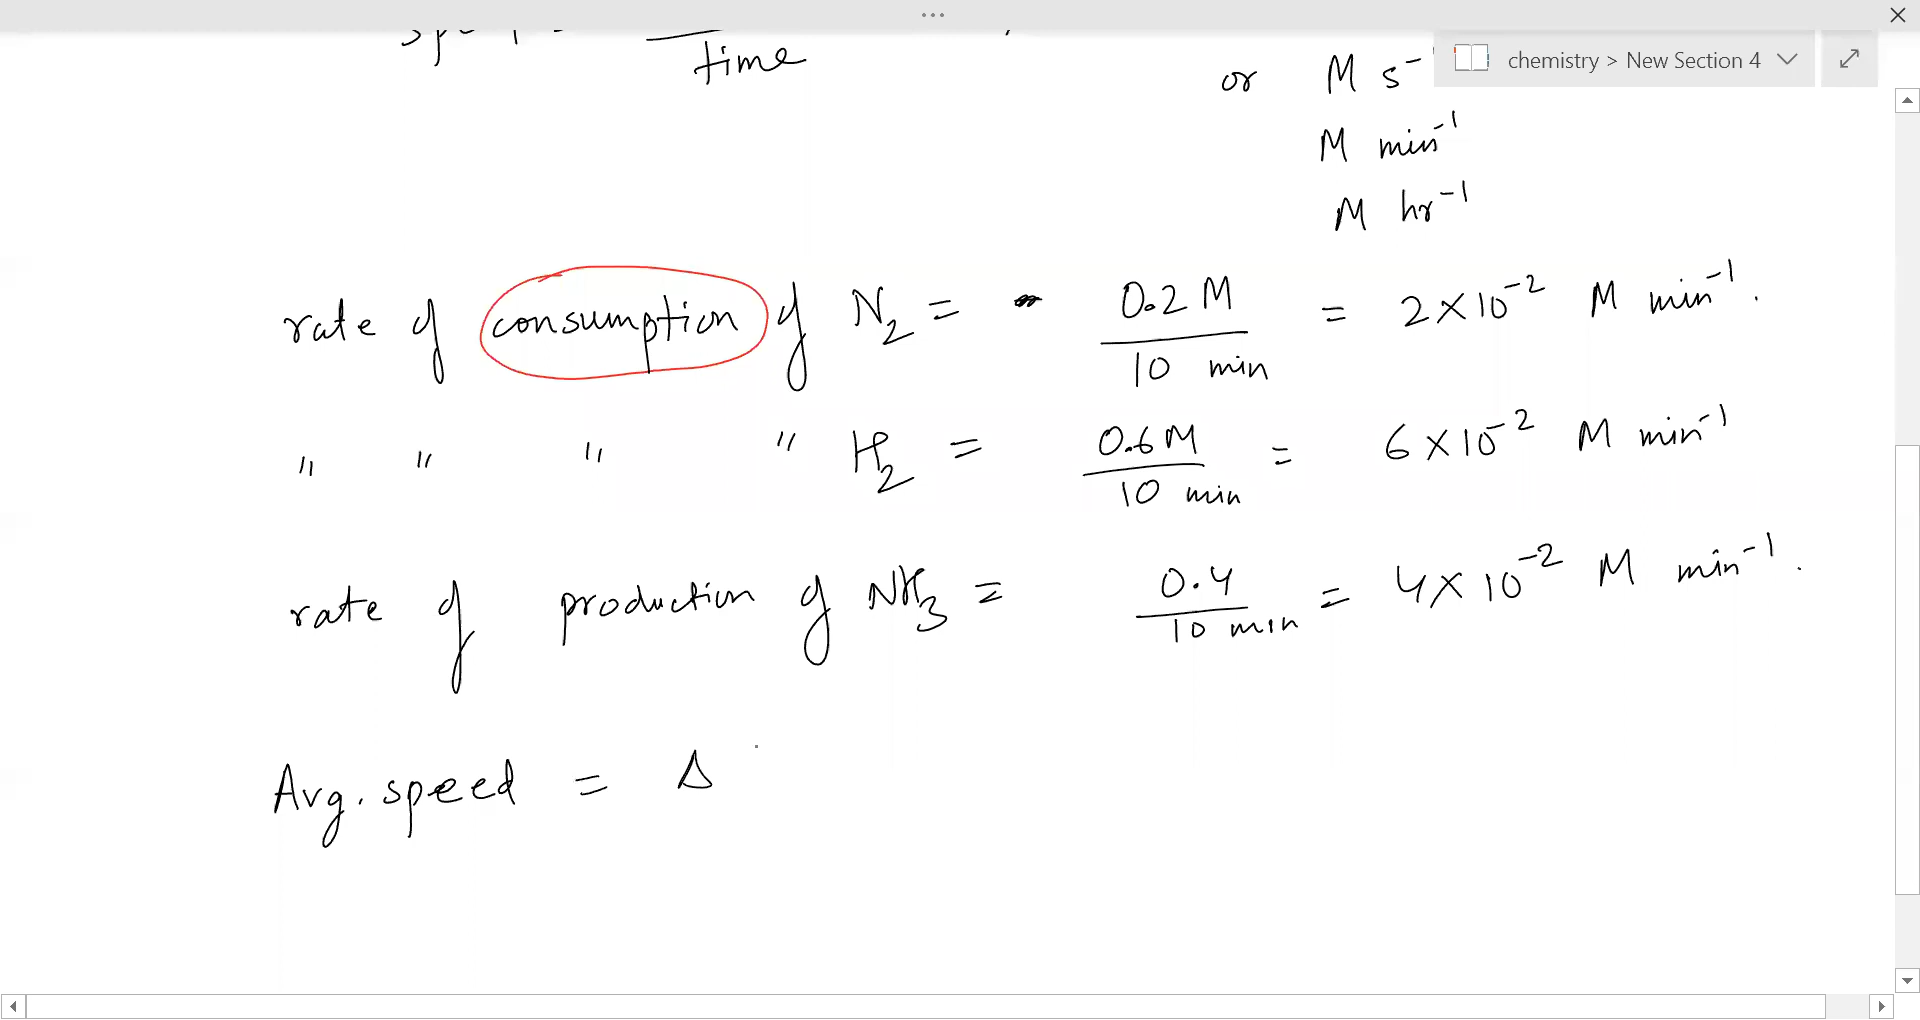 time
chemistry > New Section 4
or M s⁻
M min⁻¹
M hr⁻¹
rate of consumption of N₂ = 0.2 M / 10 min = 2 × 10⁻² M min⁻¹.
" " " " H₂ = 0.6 M / 10 min = 6 × 10⁻² M min⁻¹
rate of production of NH₃ = 0.4 / 10 min = 4 × 10⁻² M min⁻¹.
Avg. speed = Δ